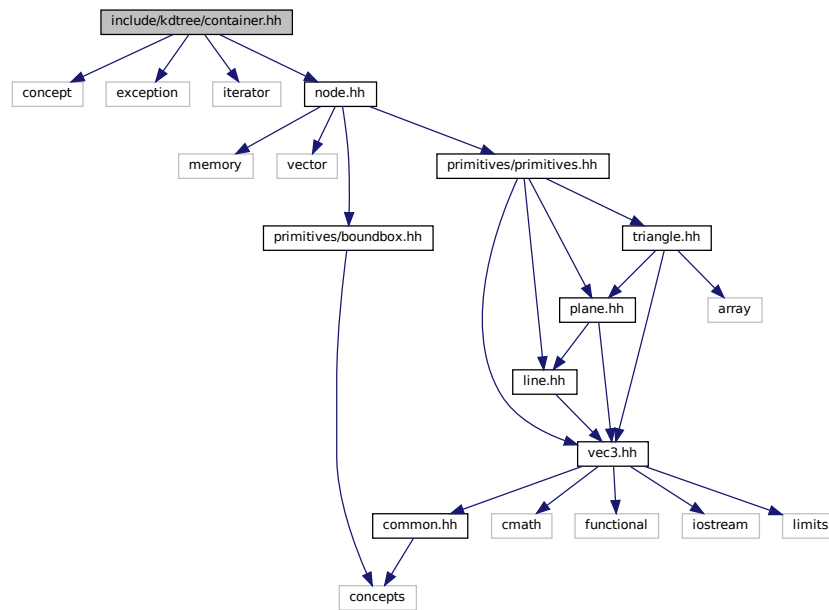 include/kdtree/container.hh
concept
exception
iterator
node.hh
memory
vector
primitives/primitives.hh
primitives/boundbox.hh
triangle.hh
plane.hh
array
line.hh
vec3.hh
common.hh
cmath
functional
iostream
limits
concepts